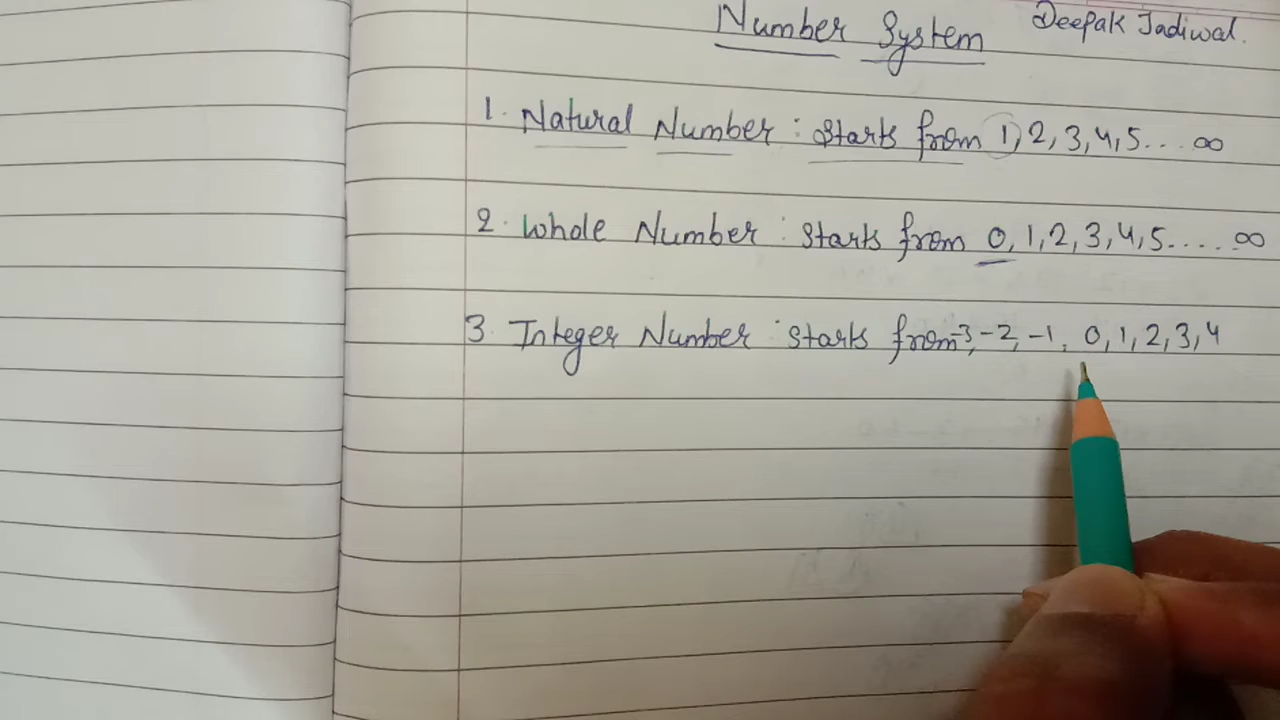 Number System Deepak Jadiwal.
1. Natural Number : Starts from 1, 2, 3, 4, 5... ∞
2. Whole Number : Starts from 0, 1, 2, 3, 4, 5.... ∞
3. Integer Number : Starts from -3, -2, -1, 0, 1, 2, 3, 4